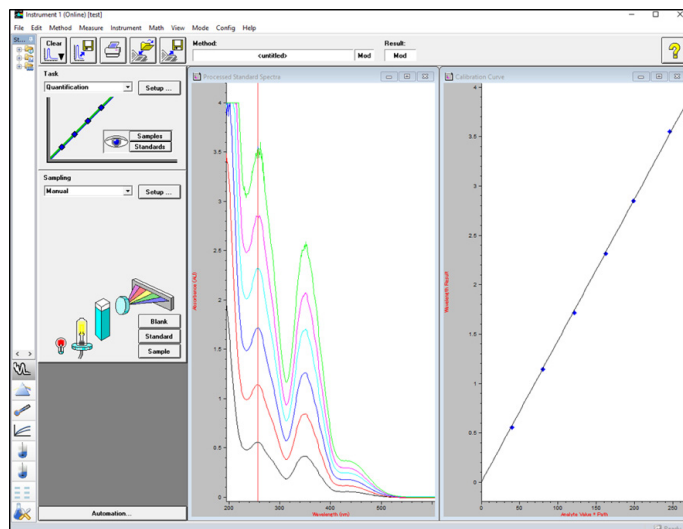 Instrument 1 (Online) [test]
File Edit Method Measure Instrument Math View Mode Config Help
St...
Clear
Method:
<untitled>
Mod
Result:
Mod
Task
Quantification
Setup ...
Samples
Standards
Sampling
Manual
Setup ...
Blank
Standard
Sample
Automation...
Processed Standard Spectra
4
3.5
3
2.5
2
1.5
1
0.5
0
Absorbance (AU)
200 300 400 500
Wavelength (nm)
Calibration Curve
4
3.5
3
2.5
2
1.5
1
0.5
0
Wavelength Result
0 50 100 150 200 250
Analyte Value * Path